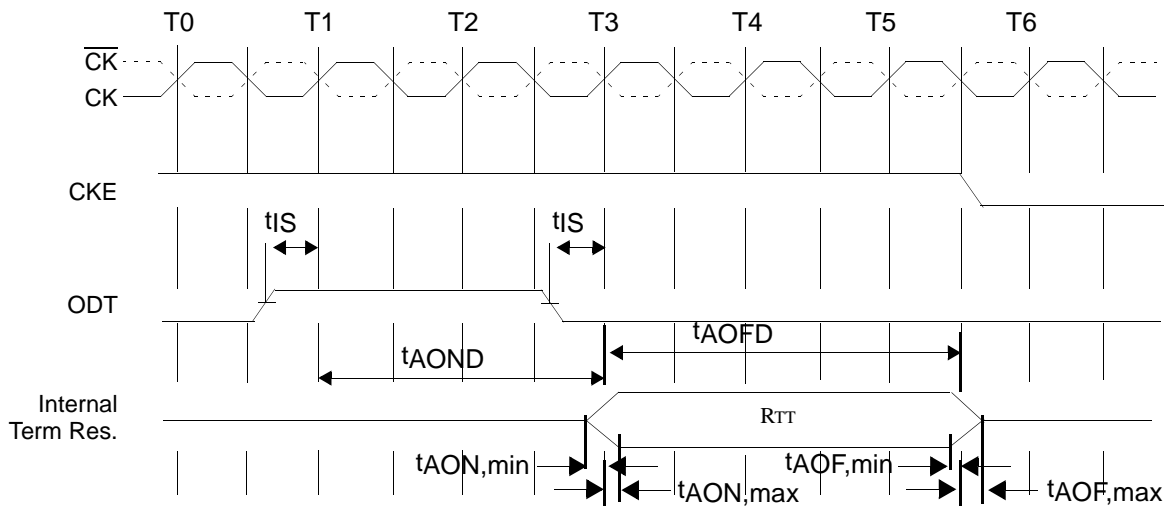 T0 T1 T2 T3 T4 T5 T6
CK
CK
CKE
tIS tIS
ODT
tAOFD
tAOND
Internal
Term Res.
RTT
tAON,min tAOF,min
tAON,max tAOF,max